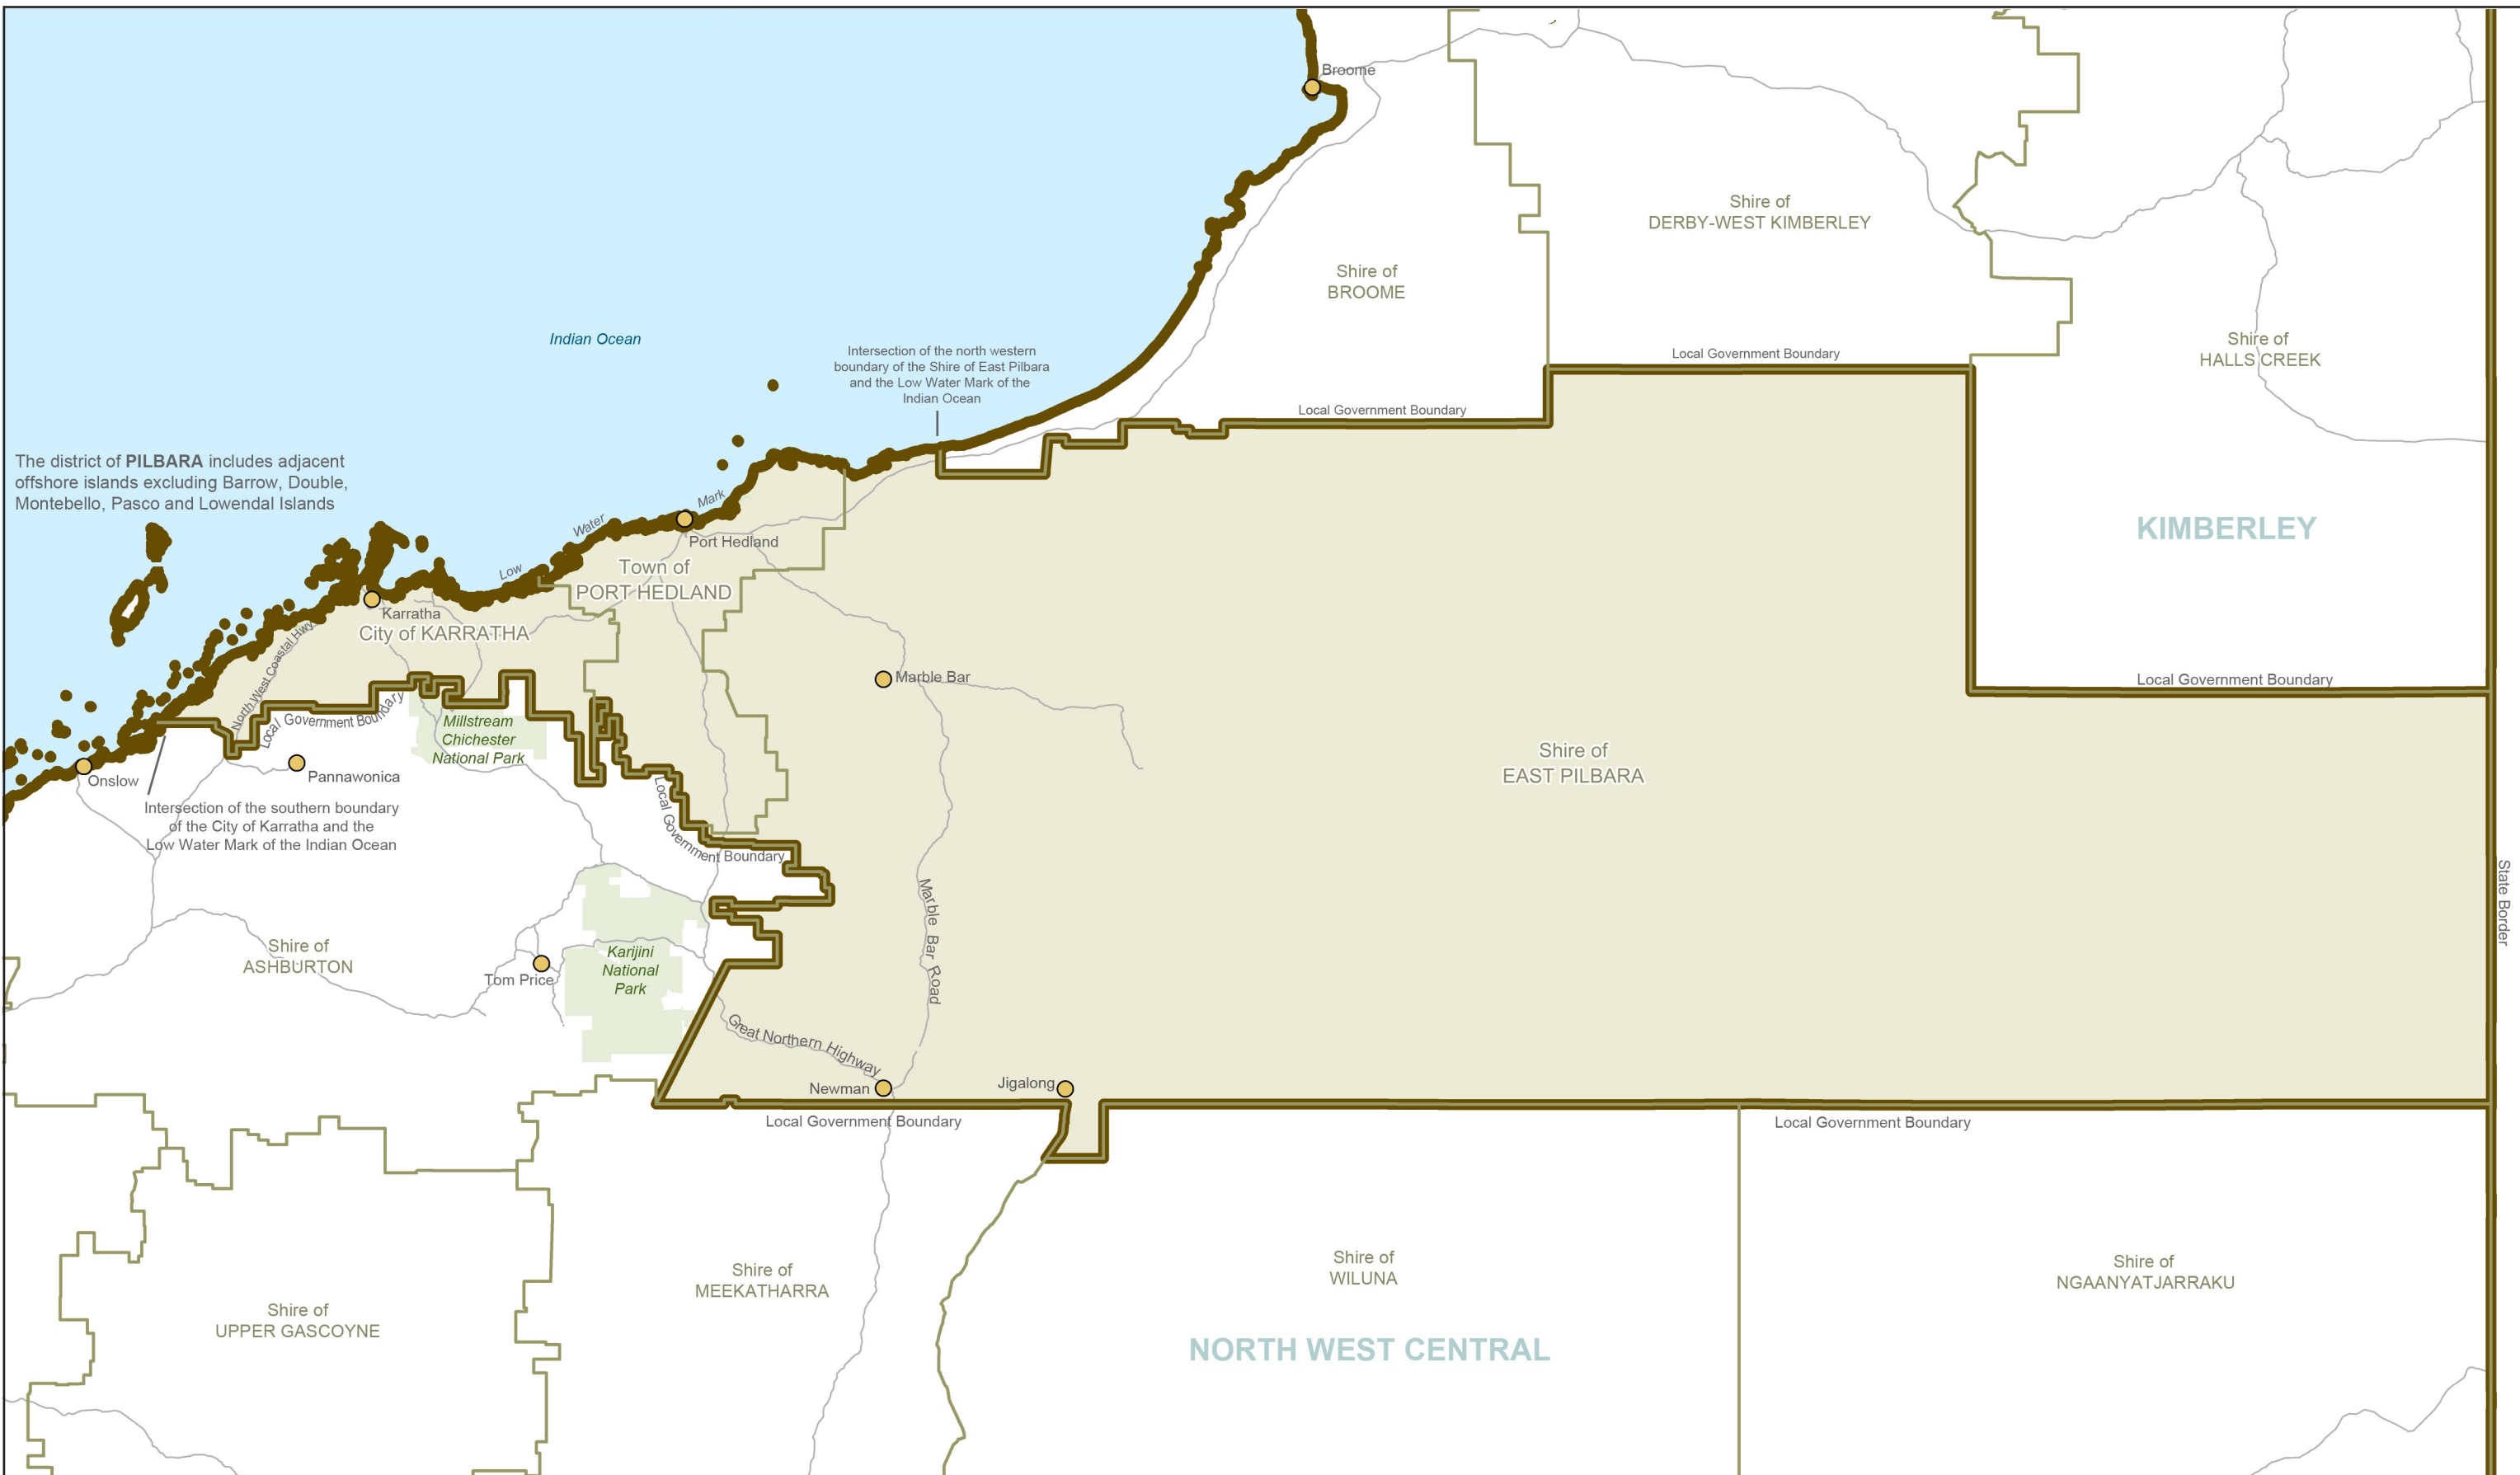 Broome
Shire of
DERBY-WEST KIMBERLEY
Shire of
BROOME
Indian Ocean
Intersection of the north western
boundary of the Shire of East Pilbara
and the Low Water Mark of the
Indian Ocean
Local Government Boundary
Shire of
HALLS CREEK
Local Government Boundary
The district of PILBARA includes adjacent
offshore islands excluding Barrow, Double,
Montebello, Pasco and Lowendal Islands
Low Water Mark
Port Hedland
KIMBERLEY
Town of
PORT HEDLAND
Karratha
City of KARRATHA
North West Coastal Hwy
Marble Bar
Local Government Boundary
Local Government Boundary
Millstream
Chichester
National Park
Shire of
EAST PILBARA
Onslow
Pannawonica
Intersection of the southern boundary
of the City of Karratha and the
Low Water Mark of the Indian Ocean
Local Government Boundary
State Border
Marble Bar Road
Shire of
ASHBURTON
Tom Price
Karijini
National
Park
Great Northern Highway
Newman
Jigalong
Local Government Boundary
Local Government Boundary
Shire of
MEEKATHARRA
Shire of
WILUNA
Shire of
NGAANYATJARRAKU
Shire of
UPPER GASCOYNE
NORTH WEST CENTRAL